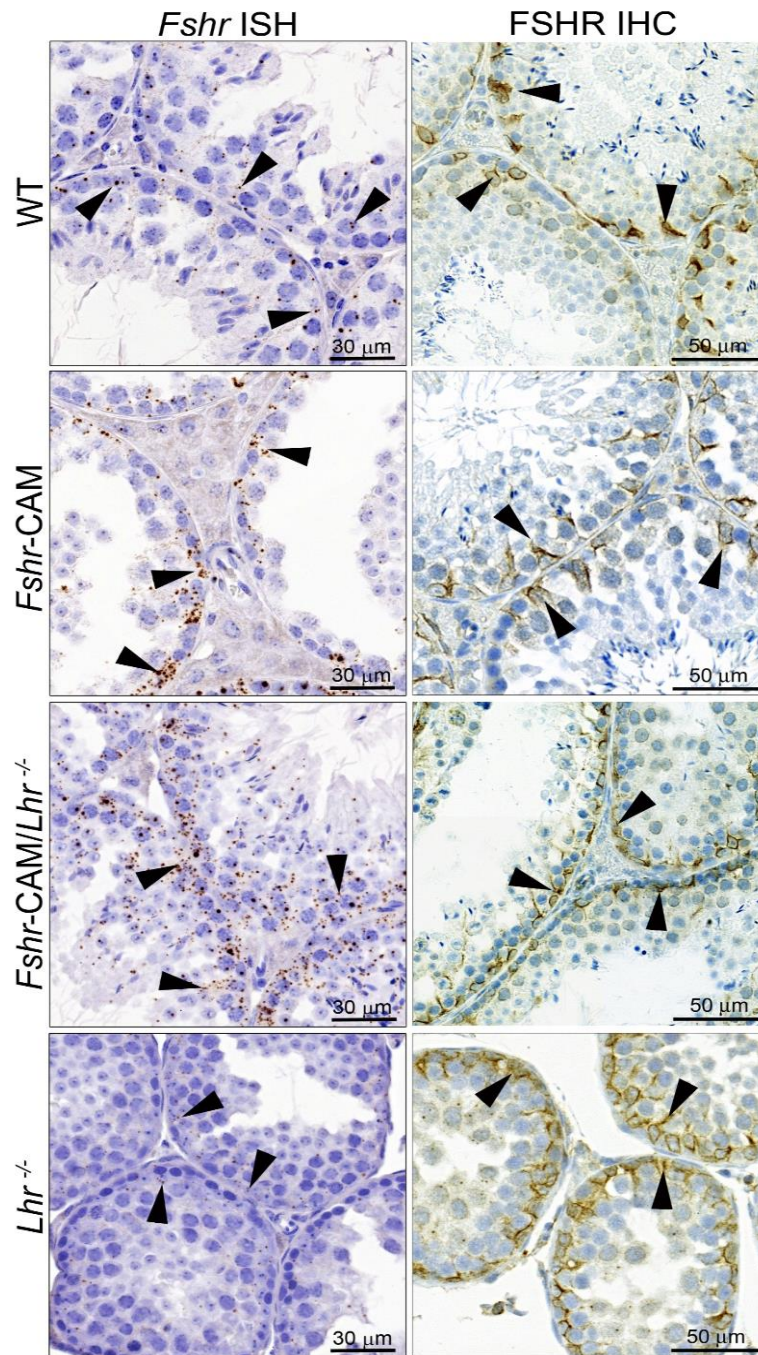 Fshr ISH
FSHR IHC
WT
30 μm
50 μm
Fshr-CAM
30 μm
50 μm
Fshr-CAM/Lhr -/-
30 μm
50 μm
Lhr -/-
30 μm
50 μm